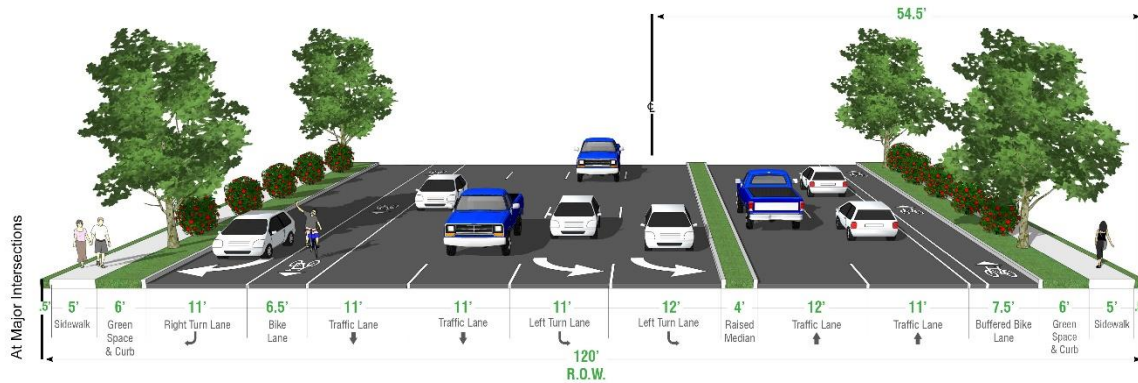 54.5'
℄
At Major Intersections
.5'
5'
Sidewalk
6'
Green
Space
& Curb
11'
Right Turn Lane
6.5'
Bike
Lane
11'
Traffic Lane
11'
Traffic Lane
11'
Left Turn Lane
12'
Left Turn Lane
4'
Raised
Median
12'
Traffic Lane
11'
Traffic Lane
7.5'
Buffered Bike
Lane
6'
Green
Space
& Curb
5'
Sidewalk
120'
R.O.W.